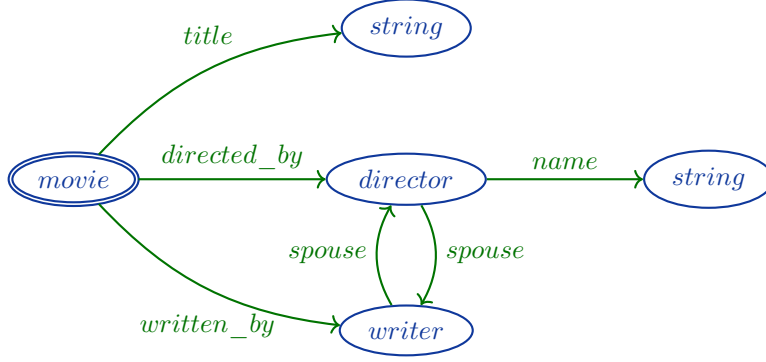 string
title
directed_by
name
movie
director
string
spouse
spouse
written_by
writer